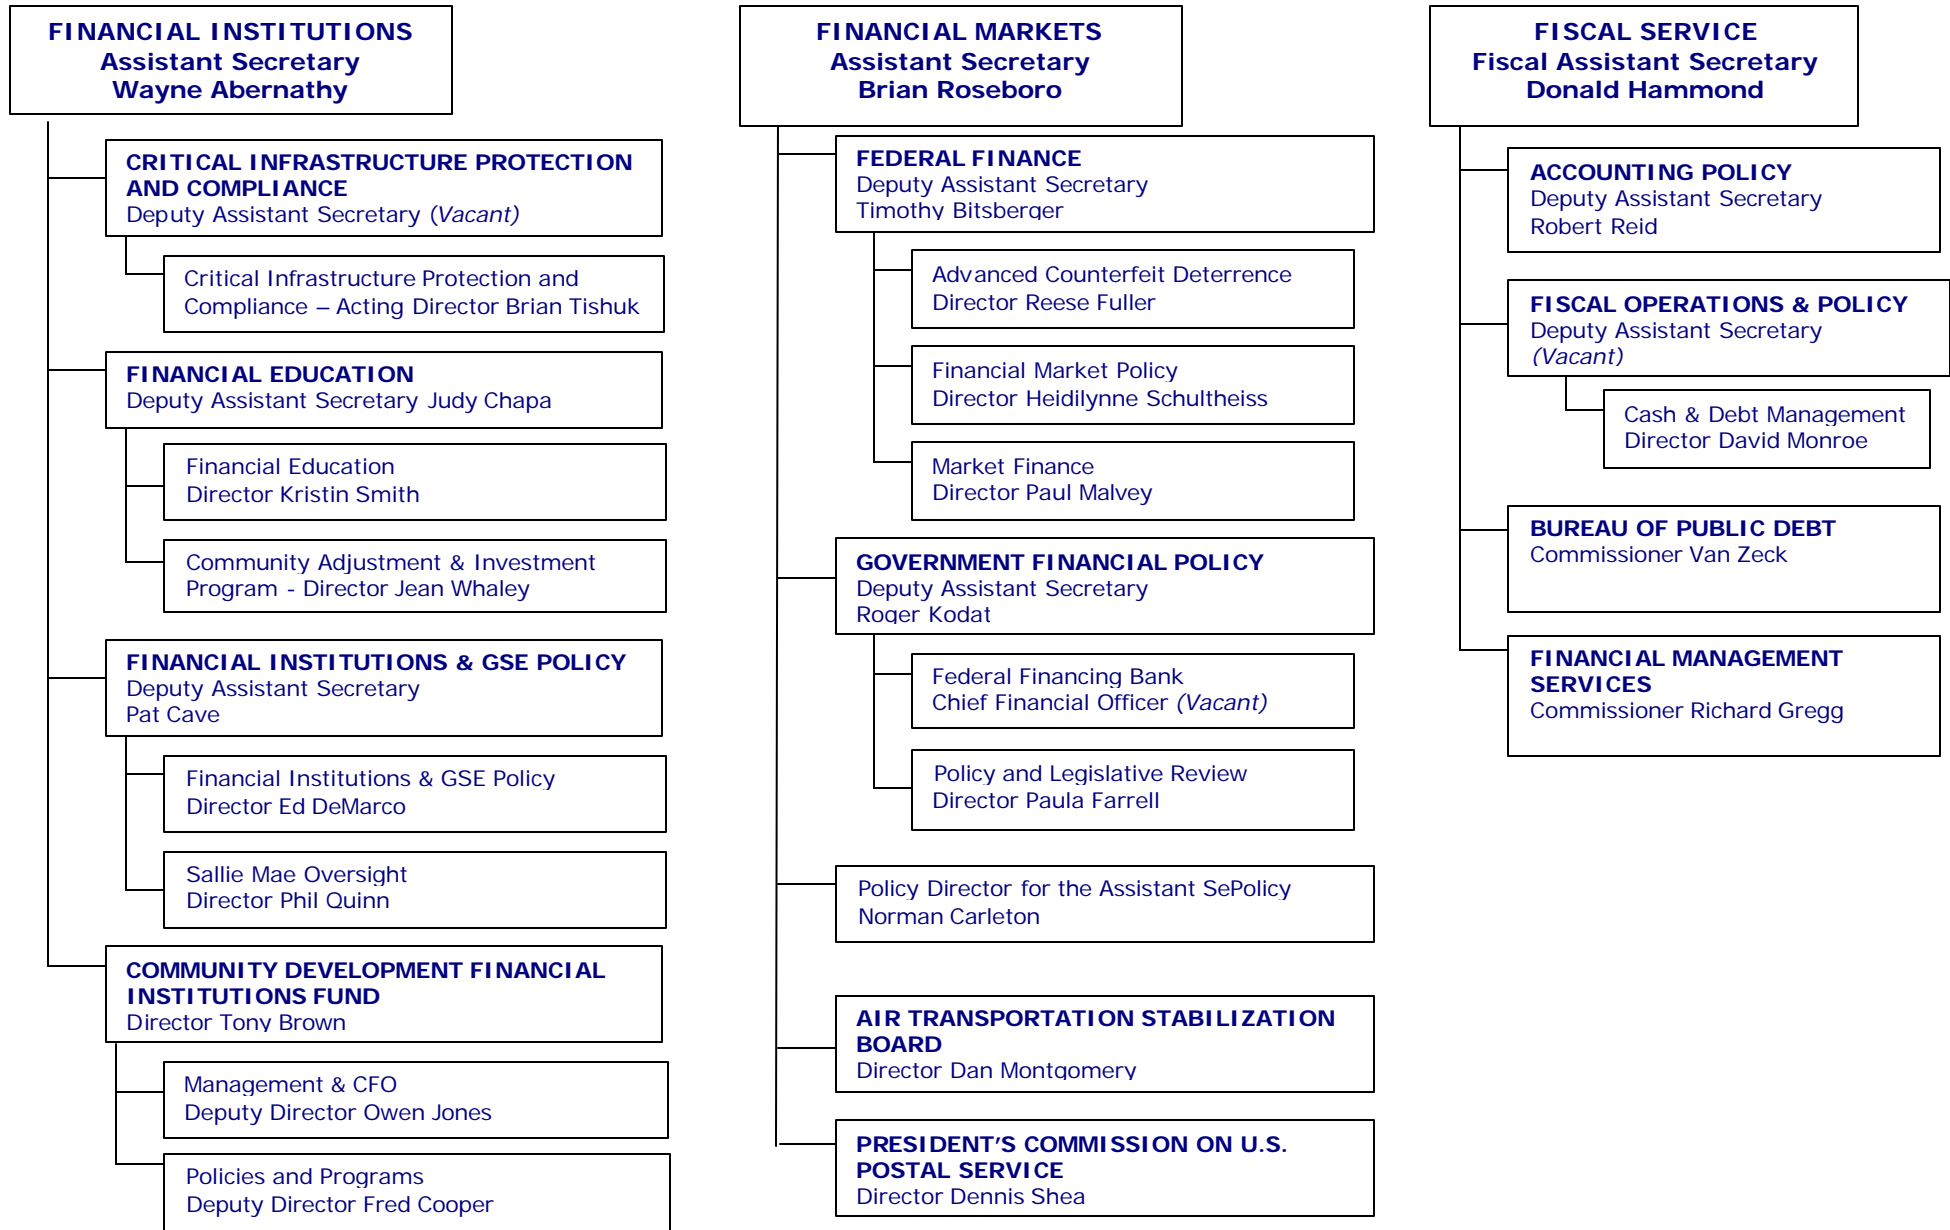 FINANCIAL INSTITUTIONS
Assistant Secretary
Wayne Abernathy
CRITICAL INFRASTRUCTURE PROTECTION
AND COMPLIANCE
Deputy Assistant Secretary (Vacant)
Critical Infrastructure Protection and
Compliance – Acting Director Brian Tishuk
FINANCIAL EDUCATION
Deputy Assistant Secretary Judy Chapa
Financial Education
Director Kristin Smith
Community Adjustment & Investment
Program - Director Jean Whaley
FINANCIAL INSTITUTIONS & GSE POLICY
Deputy Assistant Secretary
Pat Cave
Financial Institutions & GSE Policy
Director Ed DeMarco
Sallie Mae Oversight
Director Phil Quinn
COMMUNITY DEVELOPMENT FINANCIAL
INSTITUTIONS FUND
Director Tony Brown
Management & CFO
Deputy Director Owen Jones
Policies and Programs
Deputy Director Fred Cooper
FINANCIAL MARKETS
Assistant Secretary
Brian Roseboro
FEDERAL FINANCE
Deputy Assistant Secretary
Timothy Bitsberger
Advanced Counterfeit Deterrence
Director Reese Fuller
Financial Market Policy
Director Heidilynne Schultheiss
Market Finance
Director Paul Malvey
GOVERNMENT FINANCIAL POLICY
Deputy Assistant Secretary
Roger Kodat
Federal Financing Bank
Chief Financial Officer (Vacant)
Policy and Legislative Review
Director Paula Farrell
Policy Director for the Assistant SePolicy
Norman Carleton
AIR TRANSPORTATION STABILIZATION
BOARD
Director Dan Montgomery
PRESIDENT’S COMMISSION ON U.S.
POSTAL SERVICE
Director Dennis Shea
FISCAL SERVICE
Fiscal Assistant Secretary
Donald Hammond
ACCOUNTING POLICY
Deputy Assistant Secretary
Robert Reid
FISCAL OPERATIONS & POLICY
Deputy Assistant Secretary
(Vacant)
Cash & Debt Management
Director David Monroe
BUREAU OF PUBLIC DEBT
Commissioner Van Zeck
FINANCIAL MANAGEMENT
SERVICES
Commissioner Richard Gregg